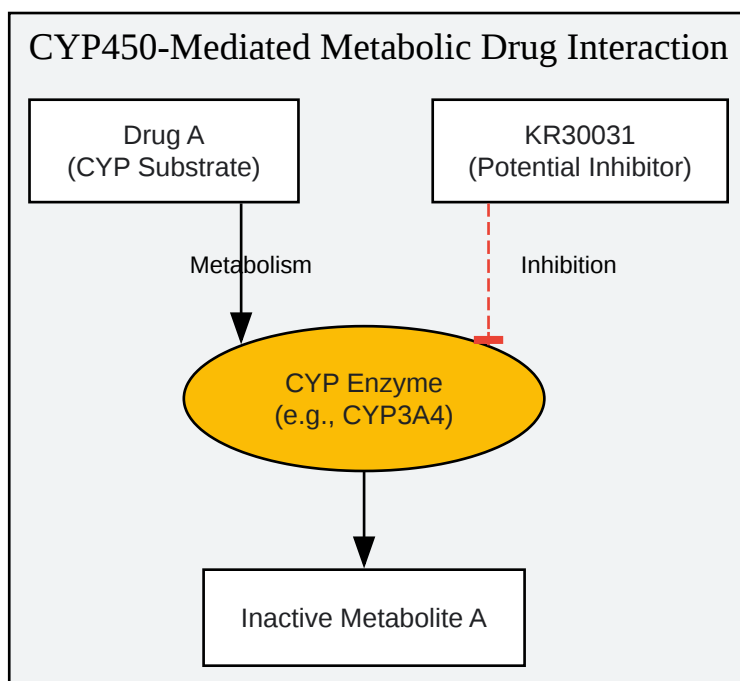 CYP450-Mediated Metabolic Drug Interaction
Drug A
(CYP Substrate)
KR30031
(Potential Inhibitor)
Metabolism
Inhibition
CYP Enzyme
(e.g., CYP3A4)
Inactive Metabolite A